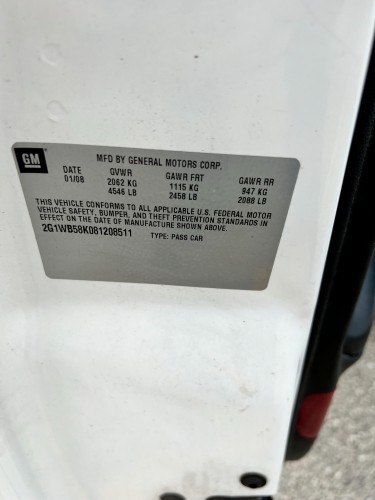 GM
MFD BY GENERAL MOTORS CORP.
DATE GVWR GAWR FRT GAWR RR
01/08 2062 KG 1115 KG 947 KG
4546 LB 2458 LB 2088 LB
THIS VEHICLE CONFORMS TO ALL APPLICABLE U.S. FEDERAL MOTOR
VEHICLE SAFETY, BUMPER, AND THEFT PREVENTION STANDARDS IN
EFFECT ON THE DATE OF MANUFACTURE SHOWN ABOVE.
2G1WB58K081208511 TYPE: PASS CAR